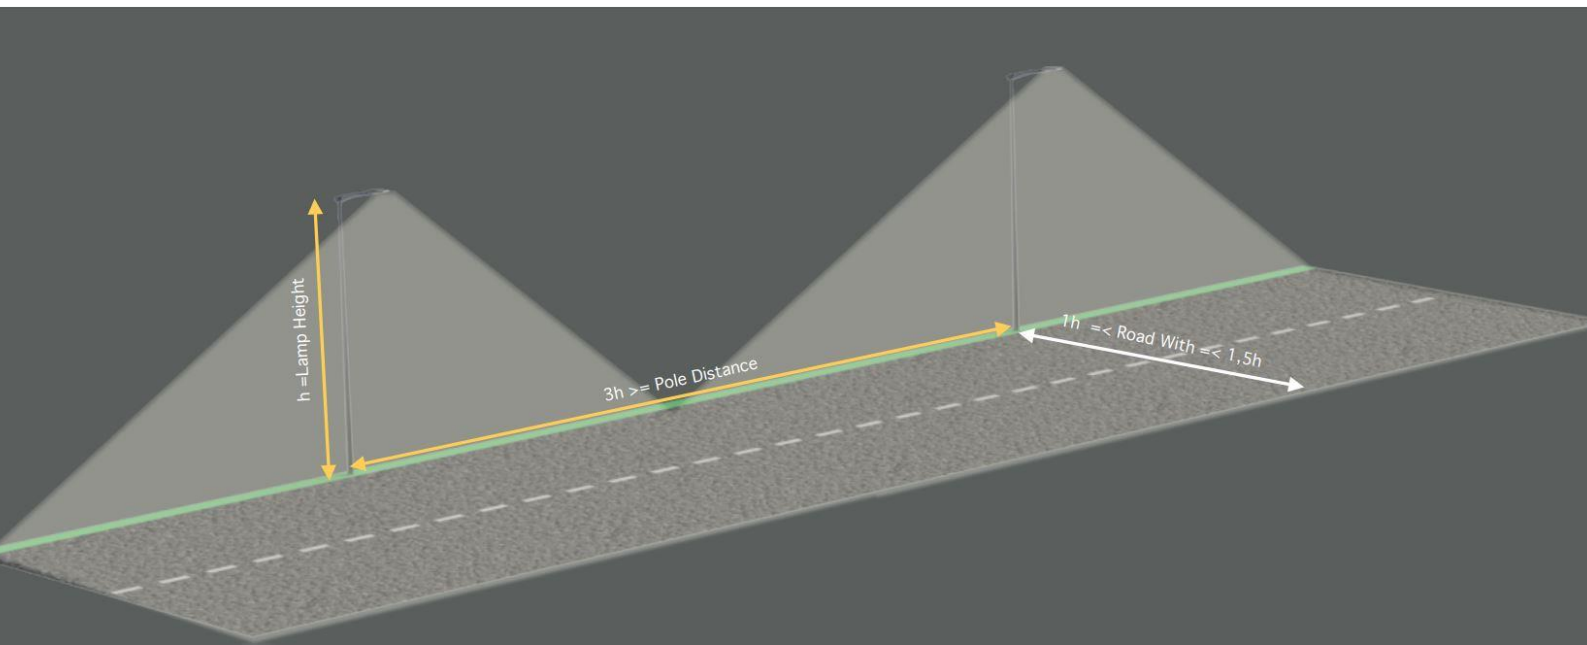 h =Lamp Height
3h >= Pole Distance
1h =< Road With =< 1,5h